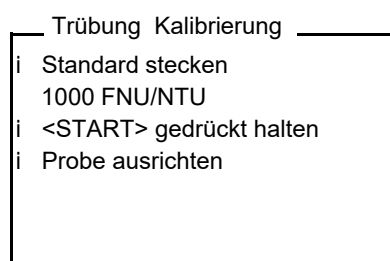 Trübung Kalibrierung
i Standard stecken
1000 FNU/NTU
i <START> gedrückt halten
i Probe ausrichten